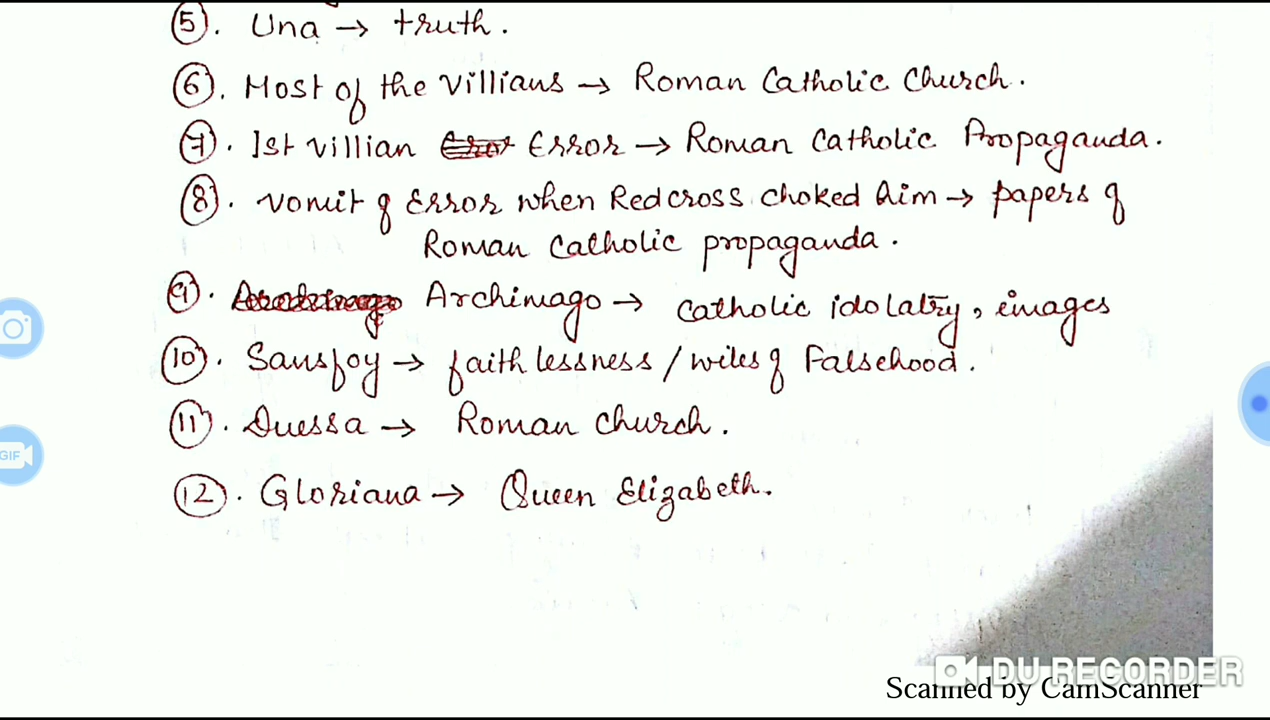 5. Una → truth.
6. Most of the villians → Roman Catholic Church.
7. 1st villian Error → Roman Catholic Propaganda.
8. vomit of Error when Redcross choked him → papers of
Roman Catholic propaganda.
9. Archimago → Catholic idolatry, images
10. Sansfoy → faithlessness / wiles of Falsehood.
11. Duessa → Roman church.
12. Gloriana → Queen Elizabeth.
GIF
DU RECORDER
Scanned by CamScanner